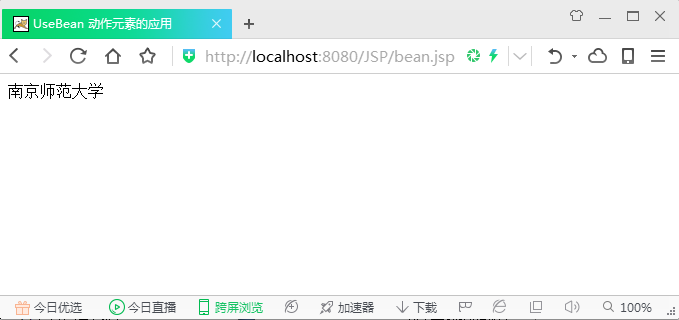 UseBean 动作元素的应用
http://localhost:8080/JSP/bean.jsp
南京师范大学
今日优选 今日直播 跨屏浏览 加速器 下载 100%